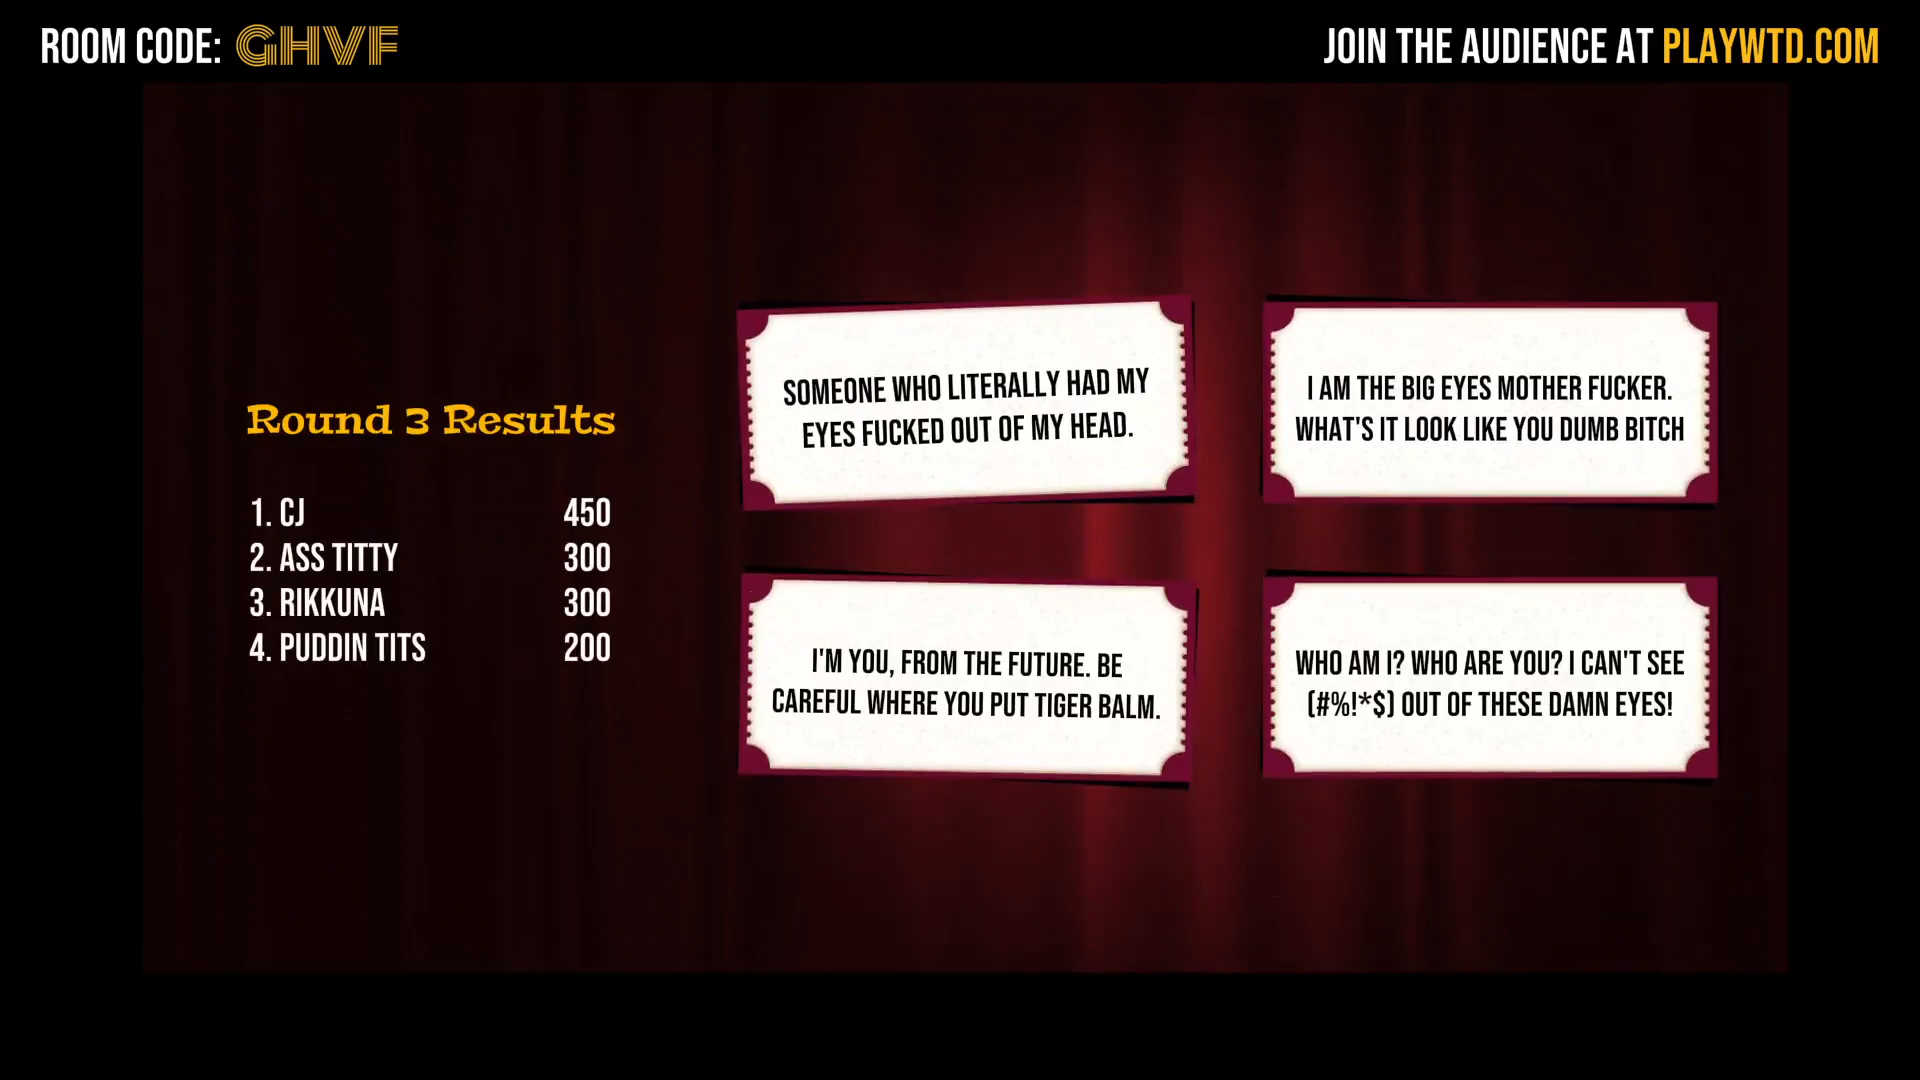 ROOM CODE: GHVF
JOIN THE AUDIENCE AT PLAYWTD.COM
Round 3 Results
1. CJ 450
2. ASS TITTY 300
3. RIKKUNA 300
4. PUDDIN TITS 200
SOMEONE WHO LITERALLY HAD MY
EYES FUCKED OUT OF MY HEAD.
I AM THE BIG EYES MOTHER FUCKER.
WHAT'S IT LOOK LIKE YOU DUMB BITCH
I'M YOU, FROM THE FUTURE. BE
CAREFUL WHERE YOU PUT TIGER BALM.
WHO AM I? WHO ARE YOU? I CAN'T SEE
(#%!*$) OUT OF THESE DAMN EYES!